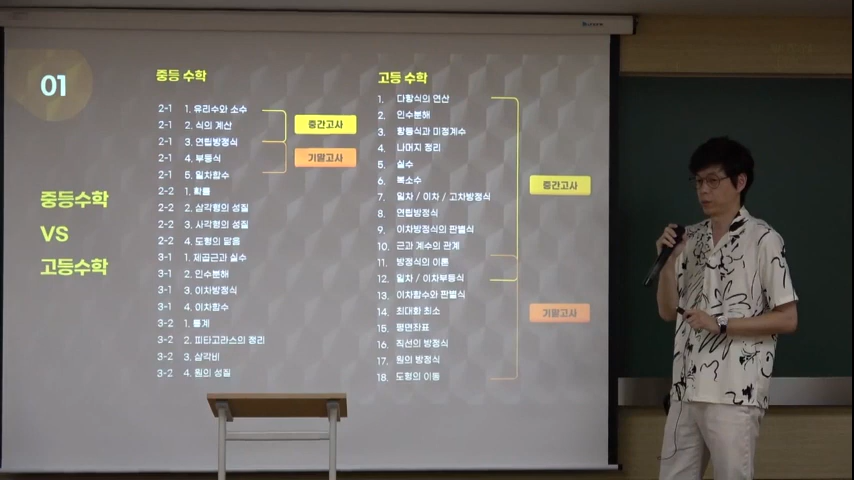 01
중등수학
VS
고등수학
중등 수학
2-1 1. 유리수와 소수
2-1 2. 식의 계산
2-1 3. 연립방정식
2-1 4. 부등식
2-1 5. 일차함수
2-2 1. 확률
2-2 2. 삼각형의 성질
2-2 3. 사각형의 성질
2-2 4. 도형의 닮음
3-1 1. 제곱근과 실수
3-1 2. 인수분해
3-1 3. 이차방정식
3-1 4. 이차함수
3-2 1. 통계
3-2 2. 피타고라스의 정리
3-2 3. 삼각비
3-2 4. 원의 성질
중간고사
기말고사
고등 수학
1. 다항식의 연산
2. 인수분해
3. 항등식과 미정계수
4. 나머지 정리
5. 실수
6. 복소수
7. 일차 / 이차 / 고차방정식
8. 연립방정식
9. 이차방정식의 판별식
10. 근과 계수의 관계
11. 방정식의 이론
12. 일차 / 이차부등식
13. 이차함수와 판별식
14. 최대화 최소
15. 평면좌표
16. 직선의 방정식
17. 원의 방정식
18. 도형의 이동
중간고사
기말고사